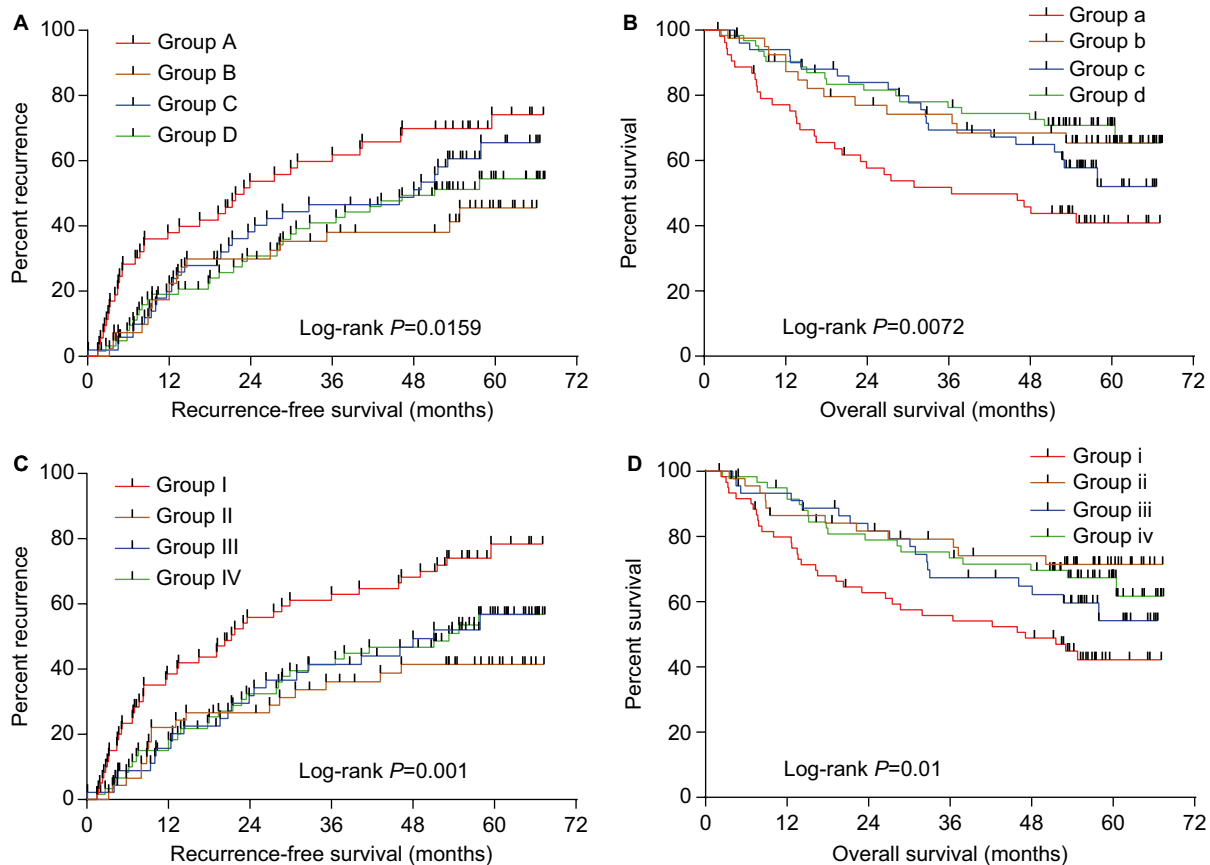 A
Group A
Group B
Group C
Group D
Percent recurrence
100
80
60
40
20
0
Log-rank P=0.0159
0 12 24 36 48 60 72
Recurrence-free survival (months)
B
Group a
Group b
Group c
Group d
Percent survival
100
80
60
40
0
Log-rank P=0.0072
0 12 24 36 48 60 72
Overall survival (months)
C
Group I
Group II
Group III
Group IV
Percent recurrence
100
80
60
40
20
0
Log-rank P=0.001
0 12 24 36 48 60 72
Recurrence-free survival (months)
D
Group i
Group ii
Group iii
Group iv
Percent survival
100
80
60
40
0
Log-rank P=0.01
0 12 24 36 48 60 72
Overall survival (months)